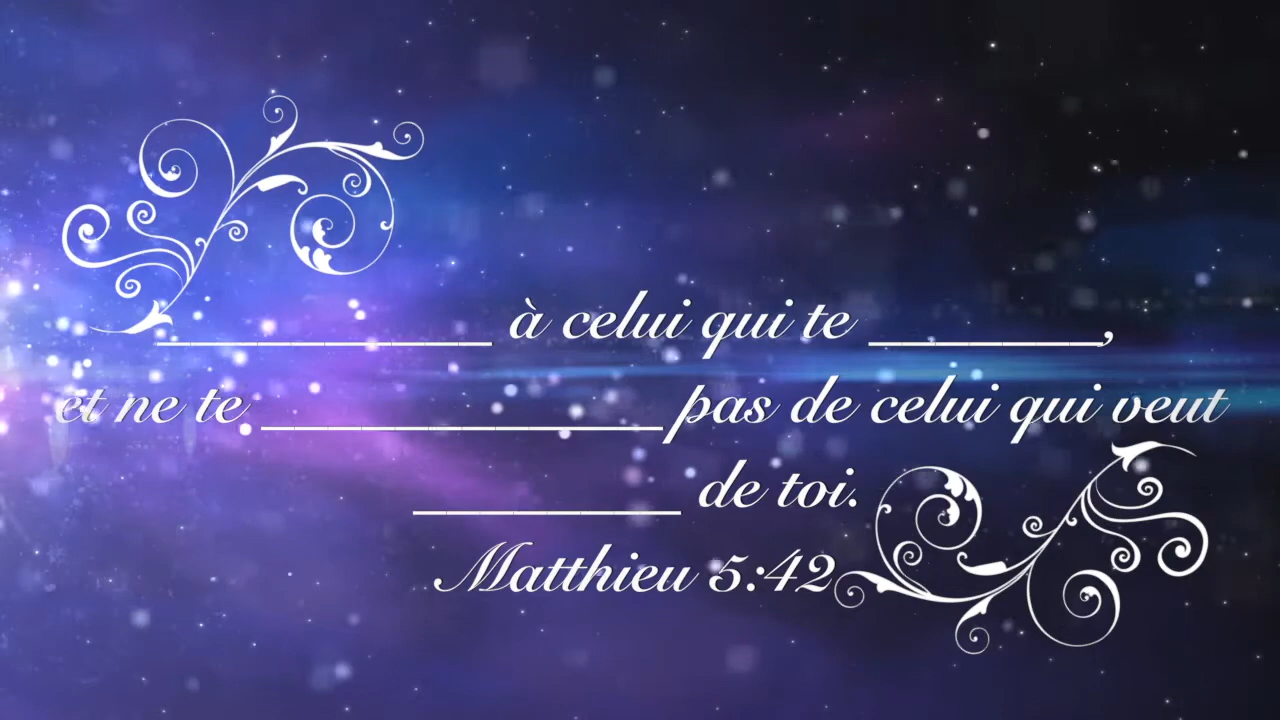 __________ à celui qui te _______,
et ne te ____________ pas de celui qui veut
________ de toi.
Matthieu 5:42